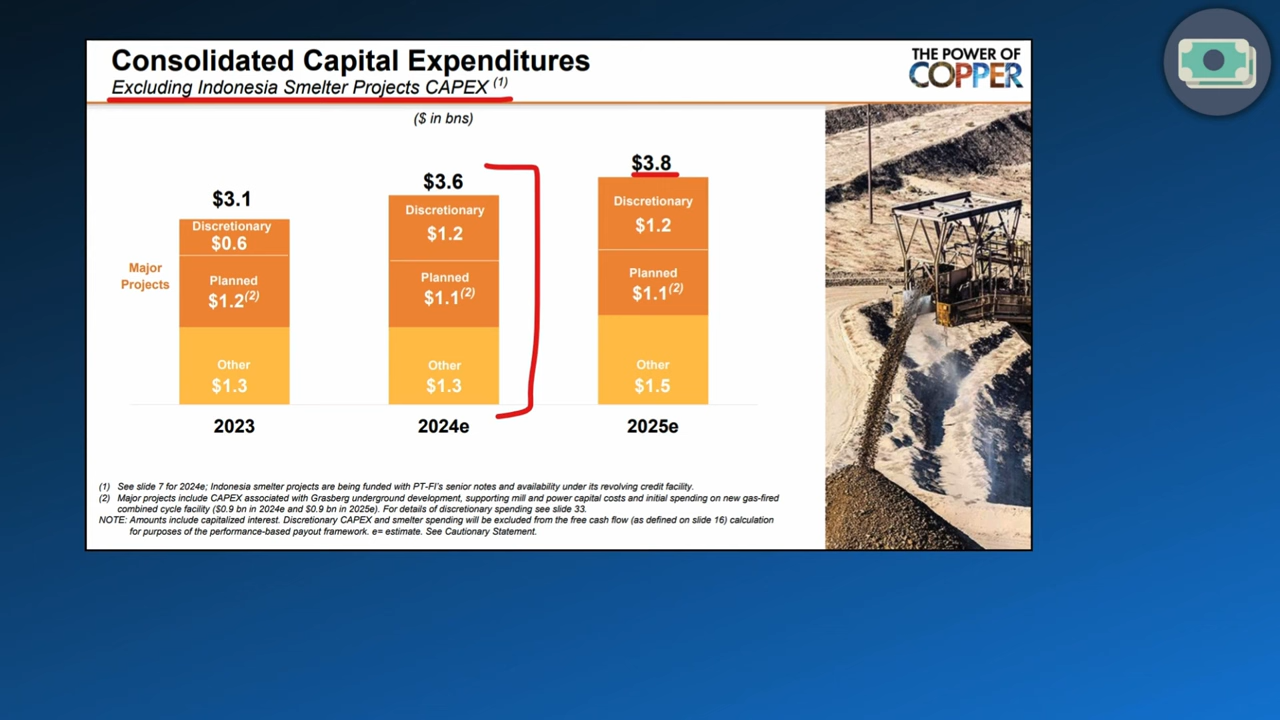 Consolidated Capital Expenditures
Excluding Indonesia Smelter Projects CAPEX (1)
THE POWER OF
COPPER
($ in bns)
$3.1
$3.6
$3.8
Discretionary
$0.6
Discretionary
$1.2
Discretionary
$1.2
Major
Projects
Planned
$1.2(2)
Planned
$1.1(2)
Planned
$1.1(2)
Other
$1.3
Other
$1.3
Other
$1.5
2023
2024e
2025e
(1) See slide 7 for 2024e; Indonesia smelter projects are being funded with PT-FI's senior notes and availability under its revolving credit facility.
(2) Major projects include CAPEX associated with Grasberg underground development, supporting mill and power capital costs and initial spending on new gas-fired
combined cycle facility ($0.9 bn in 2024e and $0.9 bn in 2025e). For details of discretionary spending see slide 33.
NOTE: Amounts include capitalized interest. Discretionary CAPEX and smelter spending will be excluded from the free cash flow (as defined on slide 16) calculation
for purposes of the performance-based payout framework. e= estimate. See Cautionary Statement.